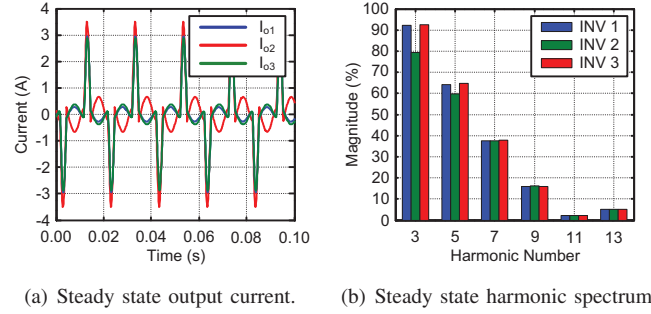 Current (A)
4
3
2
1
0
-1
-2
-3
-4
I_o1
I_o2
I_o3
0.00 0.02 0.04 0.06 0.08 0.10
Time (s)
(a) Steady state output current.
Magnitude (%)
100
90
80
70
60
50
40
30
20
10
0
INV 1
INV 2
INV 3
3 5 7 9 11 13
Harmonic Number
(b) Steady state harmonic spectrum